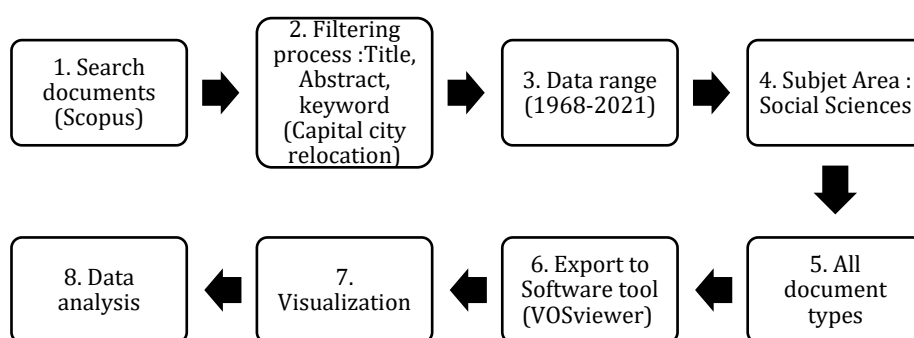 1. Search
documents
(Scopus)
2. Filtering
process :Title,
Abstract,
keyword
(Capital city
relocation)
3. Data range
(1968-2021)
4. Subjet Area :
Social Sciences
5. All
document
types
6. Export to
Software tool
(VOSviewer)
7.
Visualization
8. Data
analysis